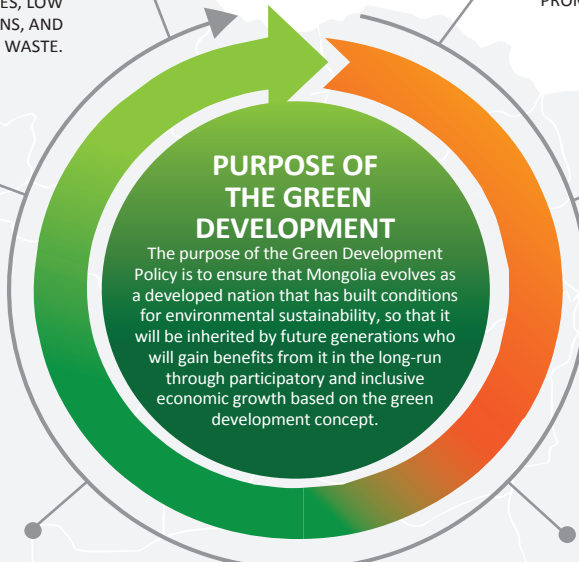 ES, LOW
NS, AND
WASTE.
PROM
PURPOSE OF
THE GREEN
DEVELOPMENT
The purpose of the Green Development
Policy is to ensure that Mongolia evolves as
a developed nation that has built conditions
for environmental sustainability, so that it
will be inherited by future generations who
will gain benefits from it in the long-run
through participatory and inclusive
economic growth based on the green
development concept.